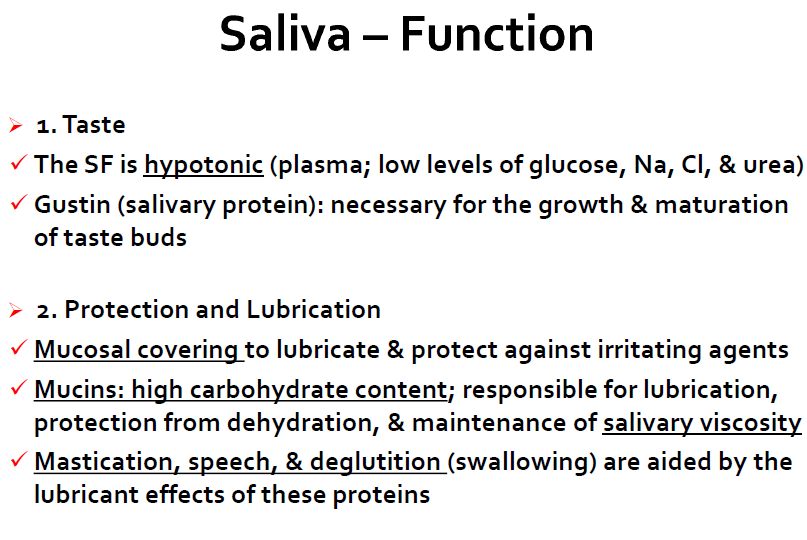 Saliva – Function
1. Taste
The SF is hypotonic (plasma; low levels of glucose, Na, Cl, & urea)
Gustin (salivary protein): necessary for the growth & maturation
of taste buds
2. Protection and Lubrication
Mucosal covering to lubricate & protect against irritating agents
Mucins: high carbohydrate content; responsible for lubrication,
protection from dehydration, & maintenance of salivary viscosity
Mastication, speech, & deglutition (swallowing) are aided by the
lubricant effects of these proteins